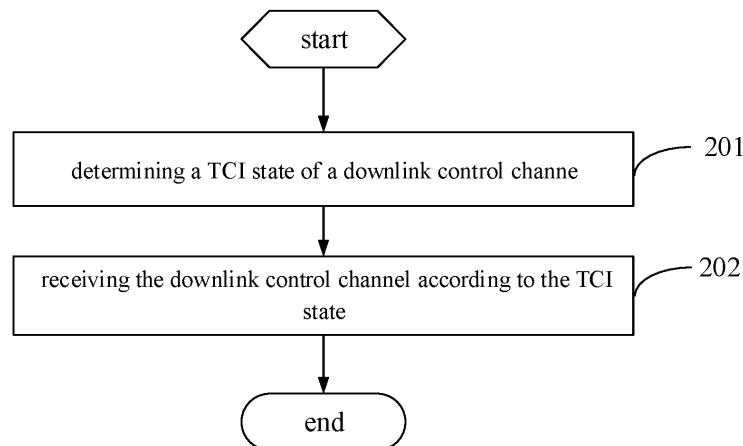 start
determining a TCI state of a downlink control channe
201
receiving the downlink control channel according to the TCI
state
202
end